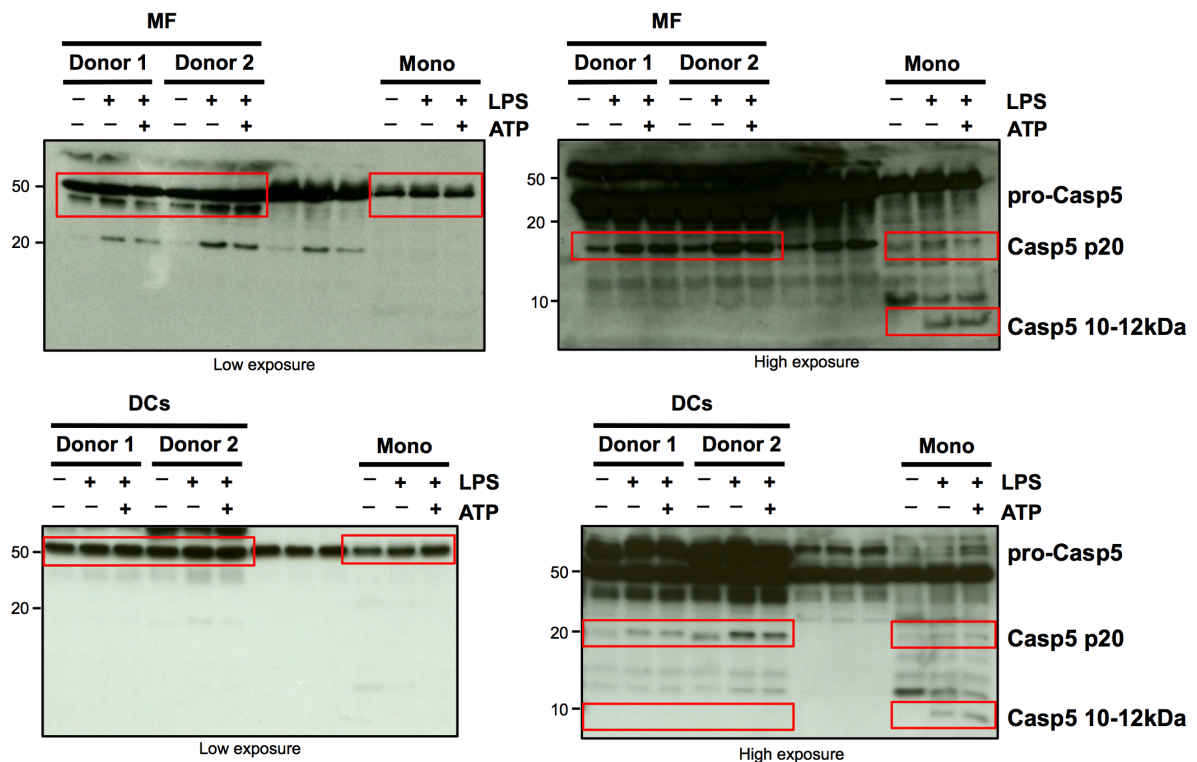 MF MF
Donor 1 Donor 2 Mono Donor 1 Donor 2 Mono
– + + – + + – + + LPS – + + – + + – + + LPS
– – + – – + – – + ATP – – + – – + – – + ATP
50 50 pro-Casp5
20 20 Casp5 p20
10 Casp5 10-12kDa
Low exposure High exposure
DCs DCs
Donor 1 Donor 2 Mono Donor 1 Donor 2 Mono
– + + – + + – + + LPS – + + – + + – + + LPS
– – + – – + – – + ATP – – + – – + – – + ATP
50 50 pro-Casp5
20 20 Casp5 p20
10 Casp5 10-12kDa
Low exposure High exposure